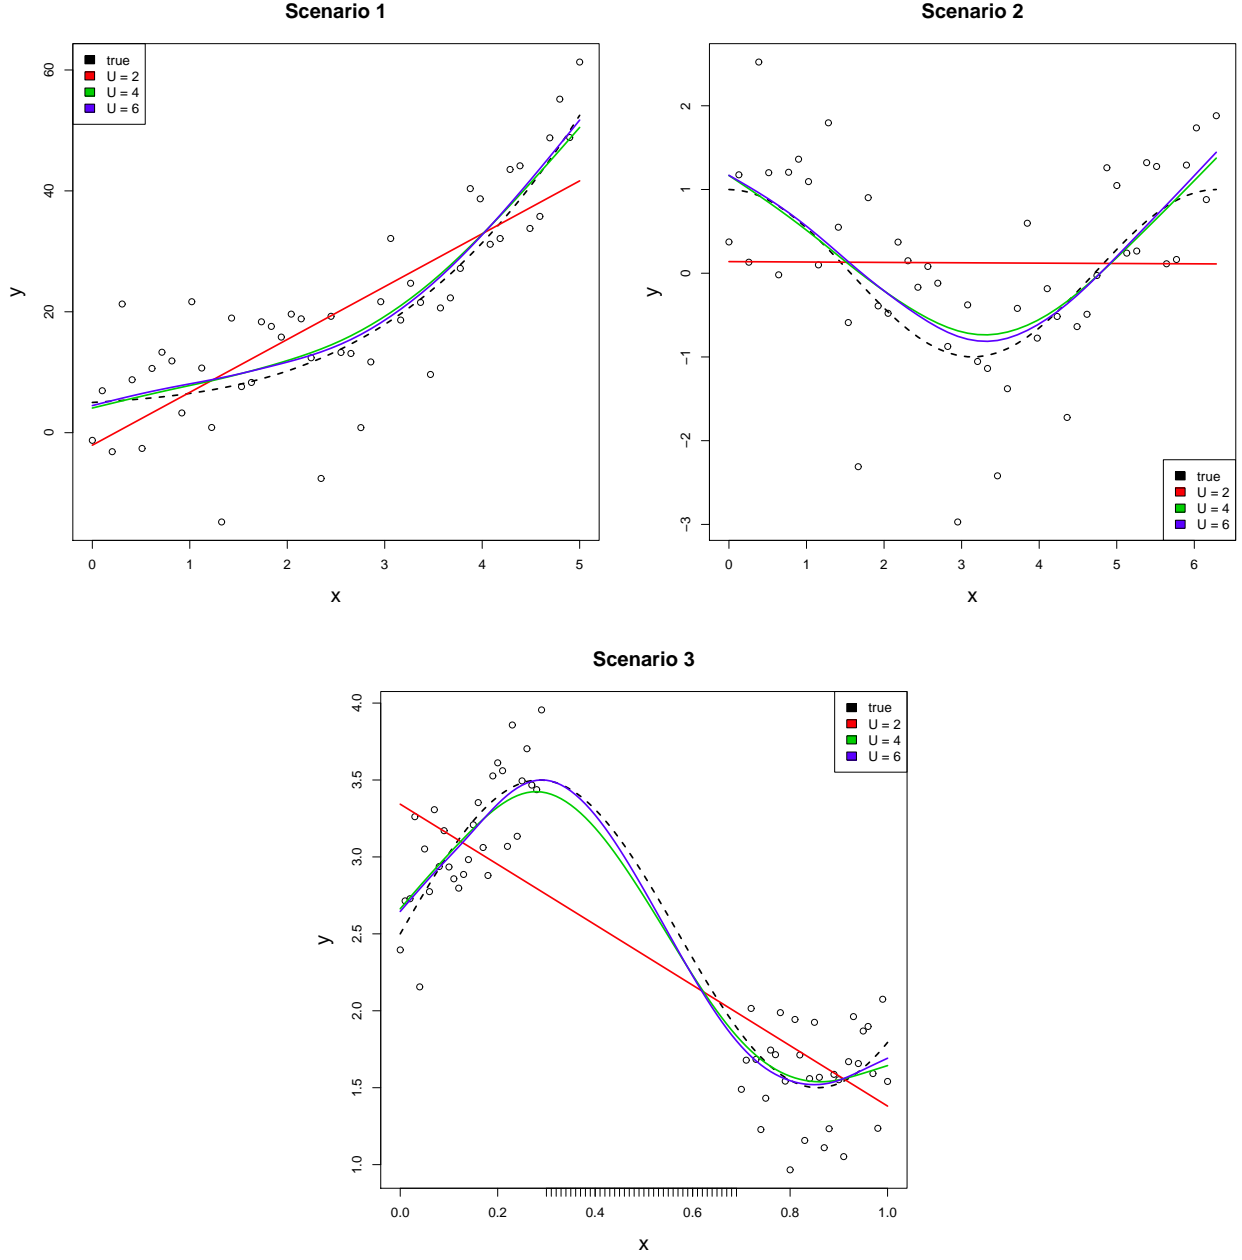 Scenario 1
true
U = 2
U = 4
U = 6
60
40
20
0
y
0 1 2 3 4 5
x
Scenario 2
2
1
0
−1
−2
−3
y
true
U = 2
U = 4
U = 6
0 1 2 3 4 5 6
x
Scenario 3
true
U = 2
U = 4
U = 6
4.0
3.5
3.0
2.5
2.0
1.5
1.0
y
0.0 0.2 0.4 0.6 0.8 1.0
x